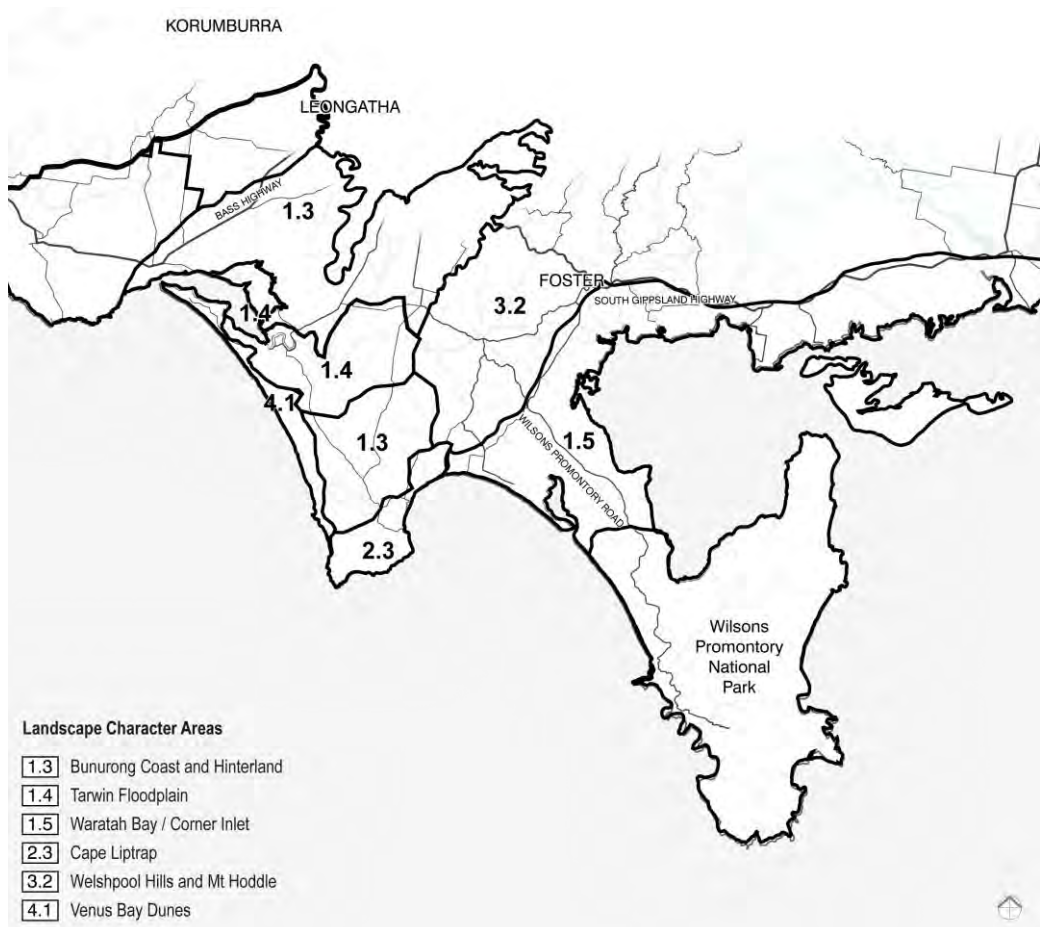 KORUMBURRA
LEONGATHA
BASS HIGHWAY
1.3
FOSTER
3.2
SOUTH GIPPSLAND HIGHWAY
1.4
1.4
4.1
1.3
1.5
WILSONS PROMONTORY ROAD
2.3
Wilsons
Promontory
National
Park
Landscape Character Areas
1.3 Bunurong Coast and Hinterland
1.4 Tarwin Floodplain
1.5 Waratah Bay / Corner Inlet
2.3 Cape Liptrap
3.2 Welshpool Hills and Mt Hoddle
4.1 Venus Bay Dunes